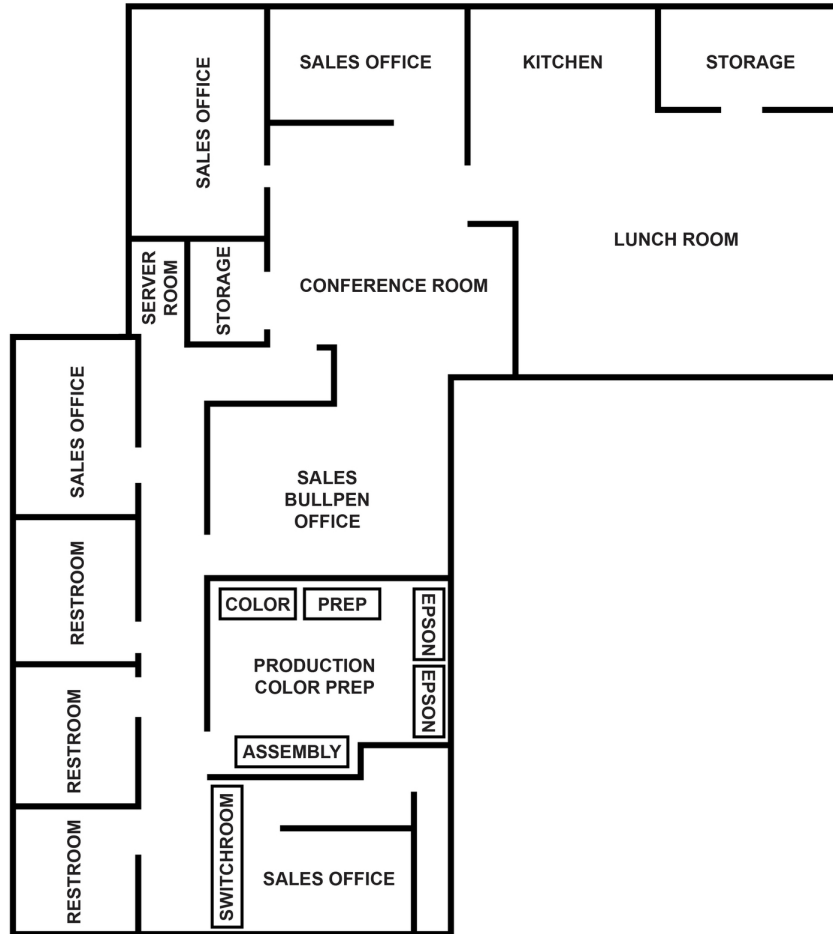 SALES OFFICE
SALES OFFICE
KITCHEN
STORAGE
LUNCH ROOM
SERVER
ROOM
STORAGE
CONFERENCE ROOM
SALES OFFICE
SALES
BULLPEN
OFFICE
RESTROOM
COLOR
PREP
EPSON
PRODUCTION
COLOR PREP
EPSON
RESTROOM
ASSEMBLY
SWITCHROOM
RESTROOM
SALES OFFICE